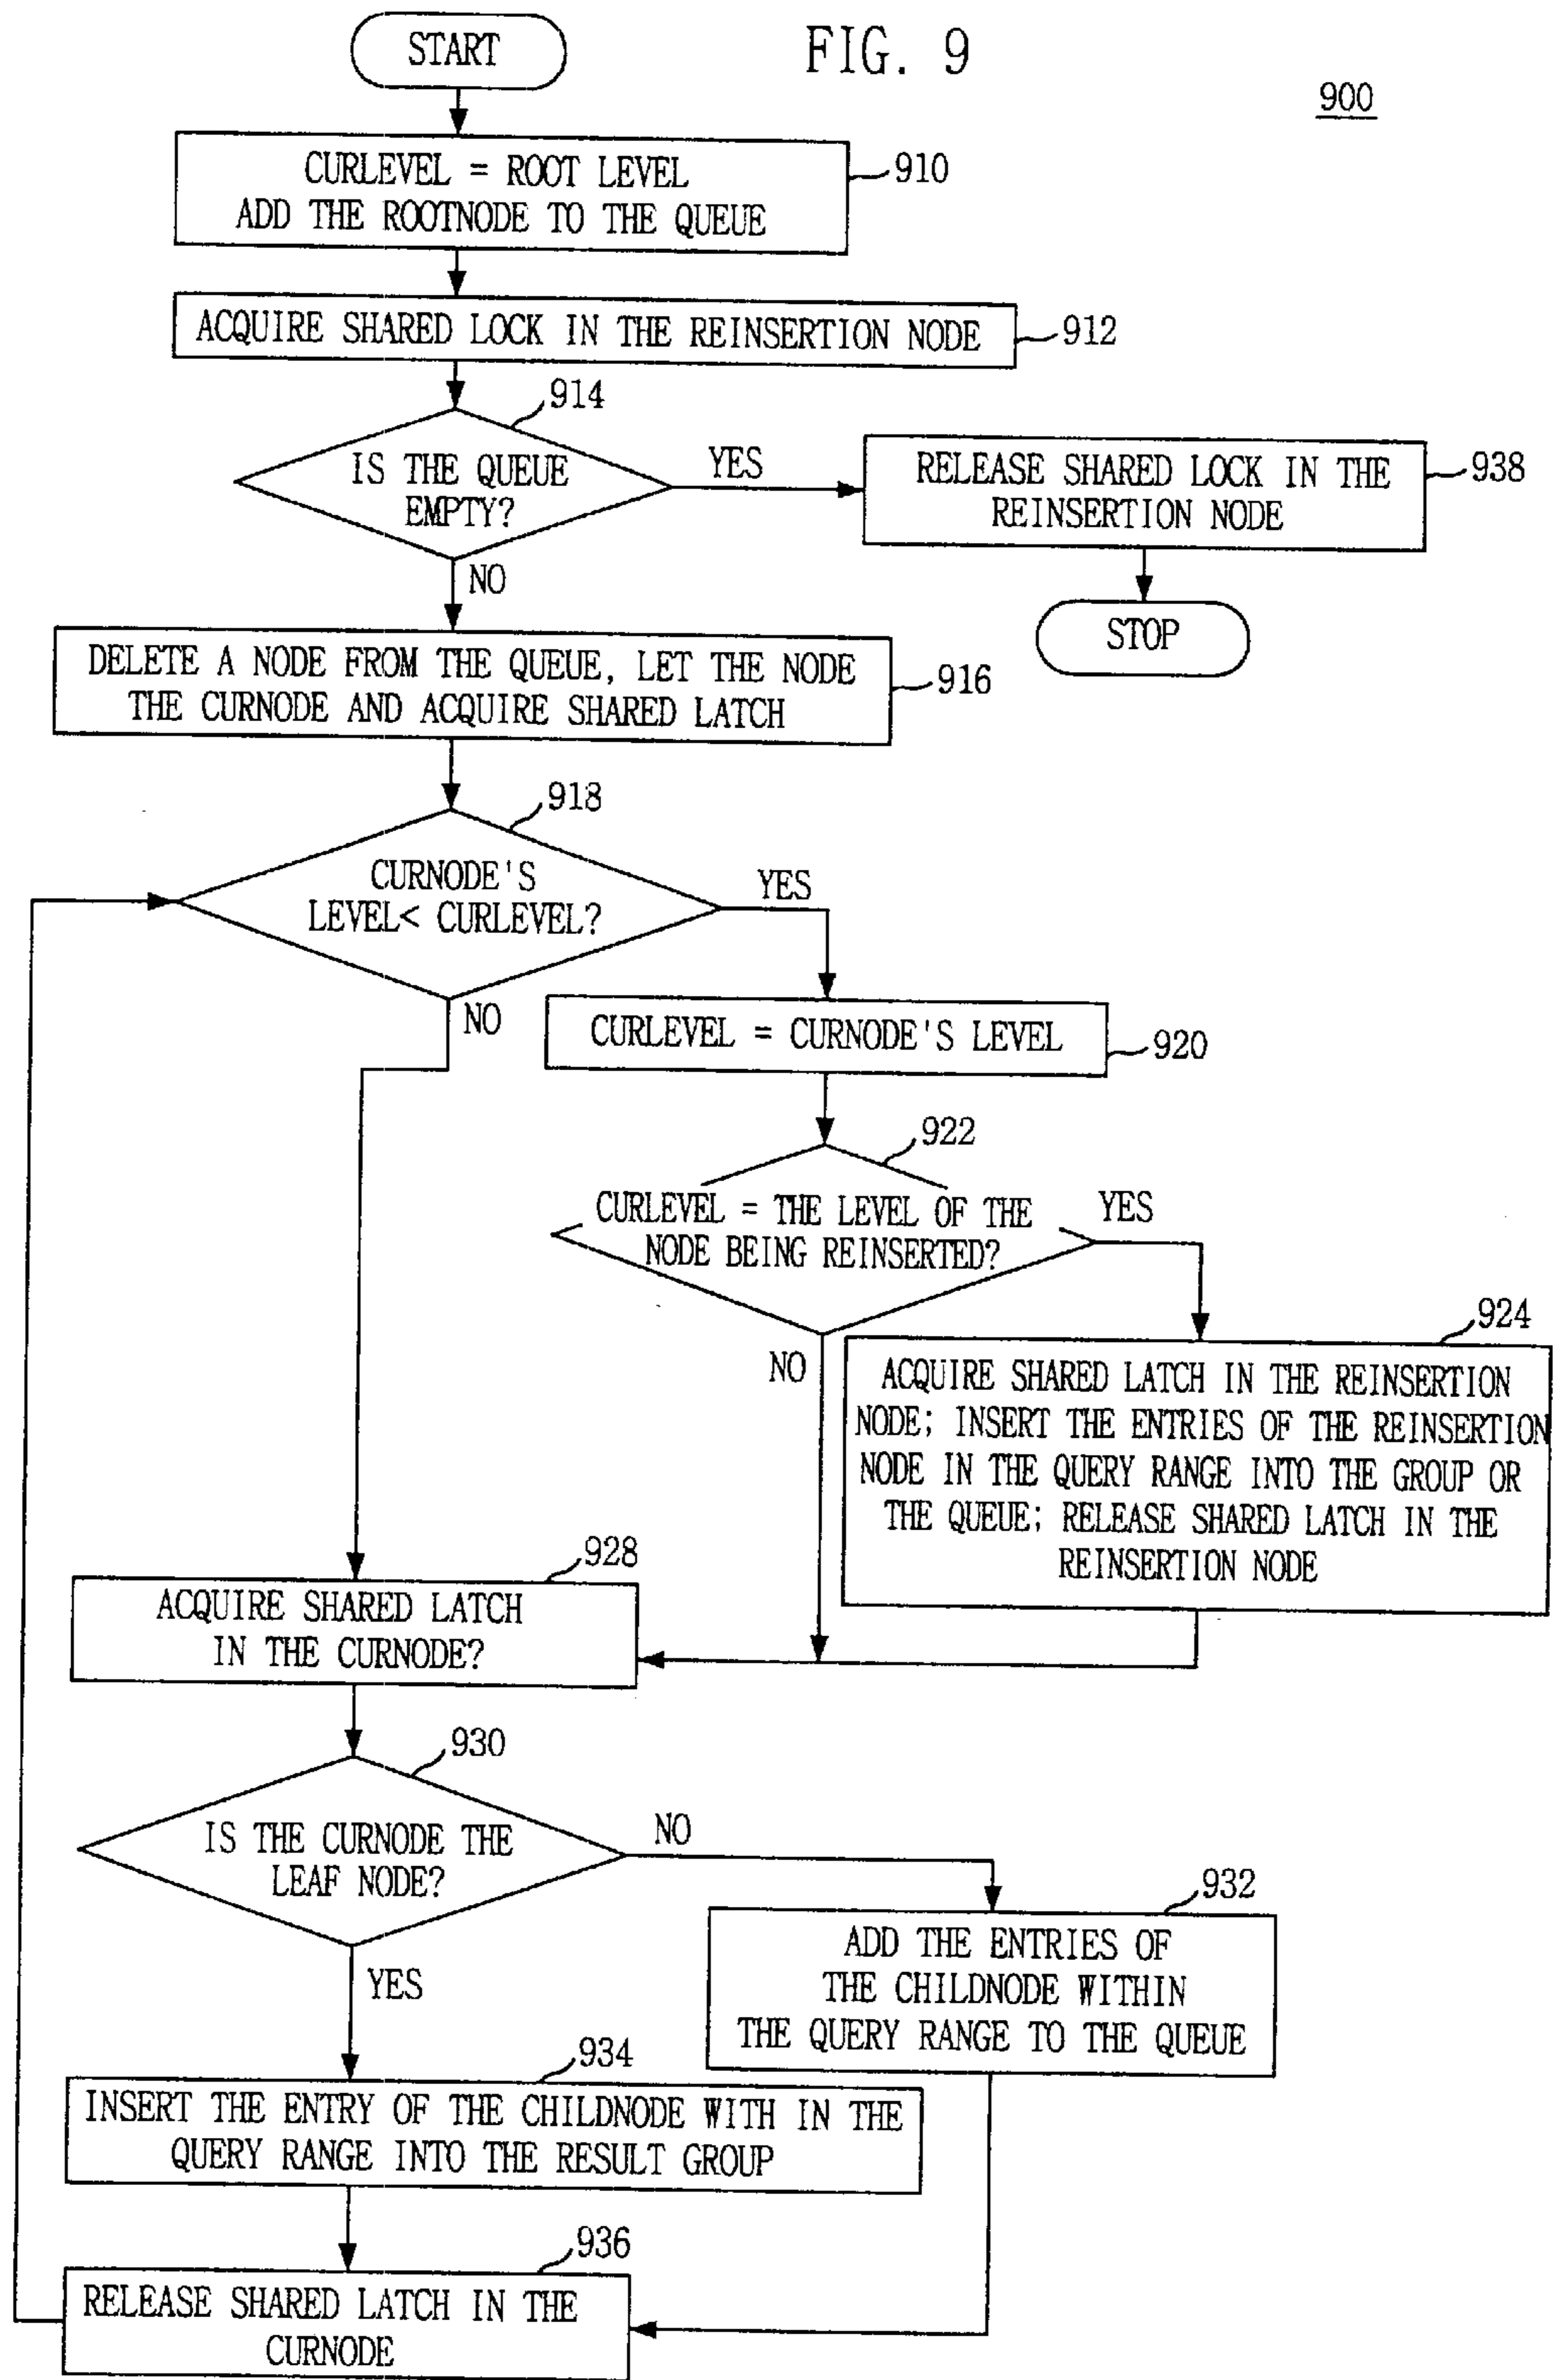 START
FIG. 9
900
CURLEVEL = ROOT LEVEL
ADD THE ROOTNODE TO THE QUEUE
910
ACQUIRE SHARED LOCK IN THE REINSERTION NODE
912
914
IS THE QUEUE
EMPTY?
YES
NO
RELEASE SHARED LOCK IN THE
REINSERTION NODE
938
STOP
DELETE A NODE FROM THE QUEUE, LET THE NODE
THE CURNODE AND ACQUIRE SHARED LATCH
916
918
CURNODE'S
LEVEL< CURLEVEL?
YES
NO
CURLEVEL = CURNODE'S LEVEL
920
922
CURLEVEL = THE LEVEL OF THE
NODE BEING REINSERTED?
YES
NO
924
ACQUIRE SHARED LATCH IN THE REINSERTION
NODE; INSERT THE ENTRIES OF THE REINSERTION
NODE IN THE QUERY RANGE INTO THE GROUP OR
THE QUEUE; RELEASE SHARED LATCH IN THE
REINSERTION NODE
928
ACQUIRE SHARED LATCH
IN THE CURNODE?
930
IS THE CURNODE THE
LEAF NODE?
NO
YES
932
ADD THE ENTRIES OF
THE CHILDNODE WITHIN
THE QUERY RANGE TO THE QUEUE
934
INSERT THE ENTRY OF THE CHILDNODE WITH IN THE
QUERY RANGE INTO THE RESULT GROUP
936
RELEASE SHARED LATCH IN THE
CURNODE